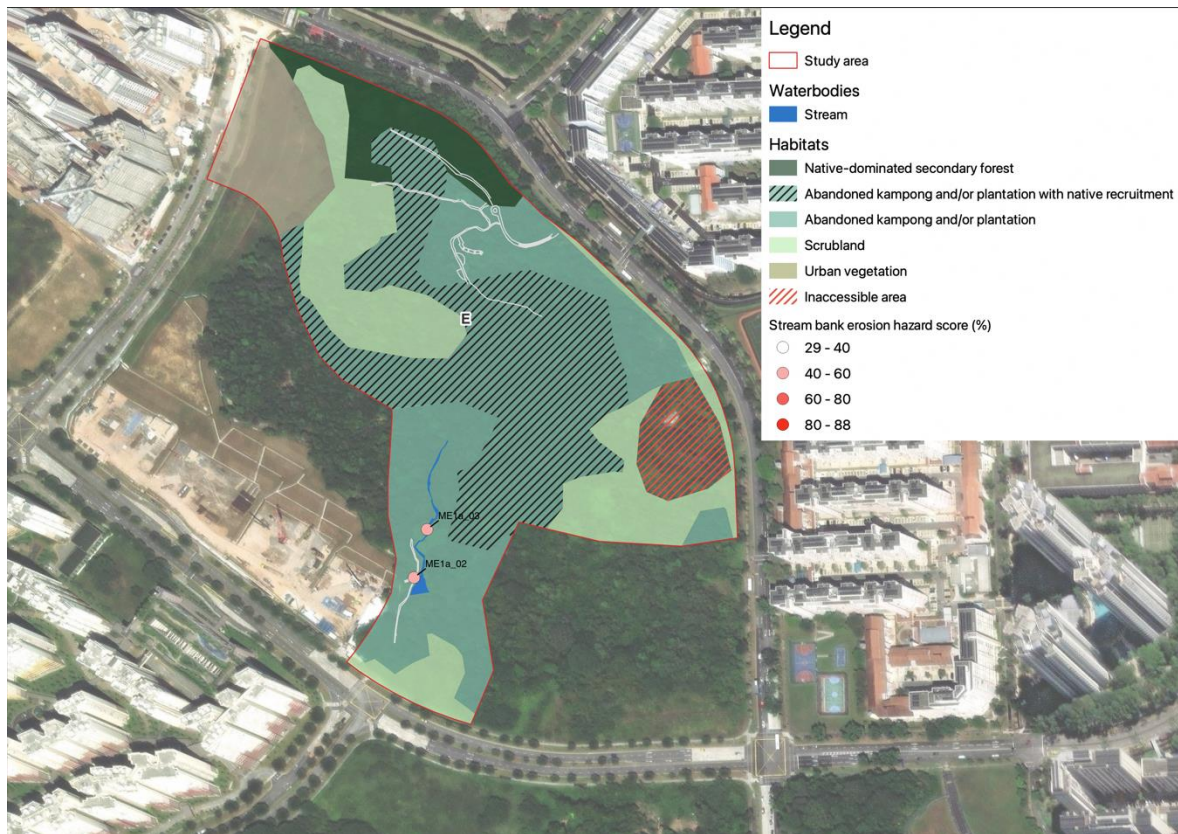 Legend
Study area
Waterbodies
Stream
Habitats
Native-dominated secondary forest
Abandoned kampong and/or plantation with native recruitment
Abandoned kampong and/or plantation
Scrubland
Urban vegetation
Inaccessible area
Stream bank erosion hazard score (%)
29 - 40
40 - 60
60 - 80
80 - 88
E
ME1a_03
ME1a_02